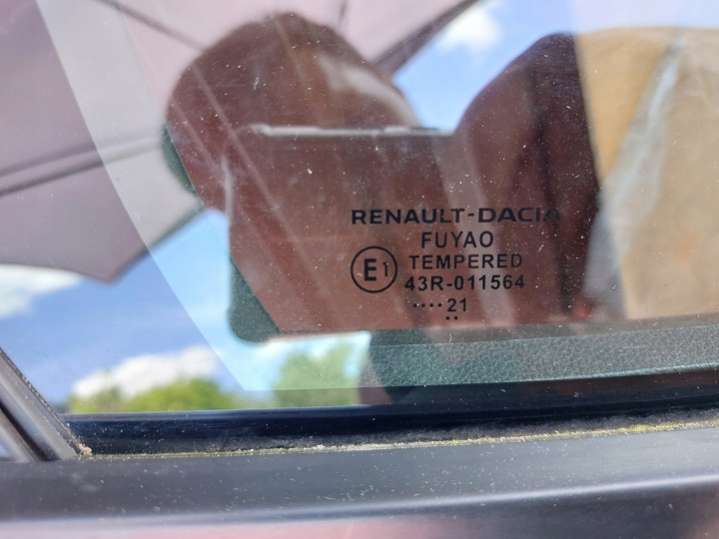 RENAULT-DACIA
FUYAO
E1 TEMPERED
43R-011564
....21
..